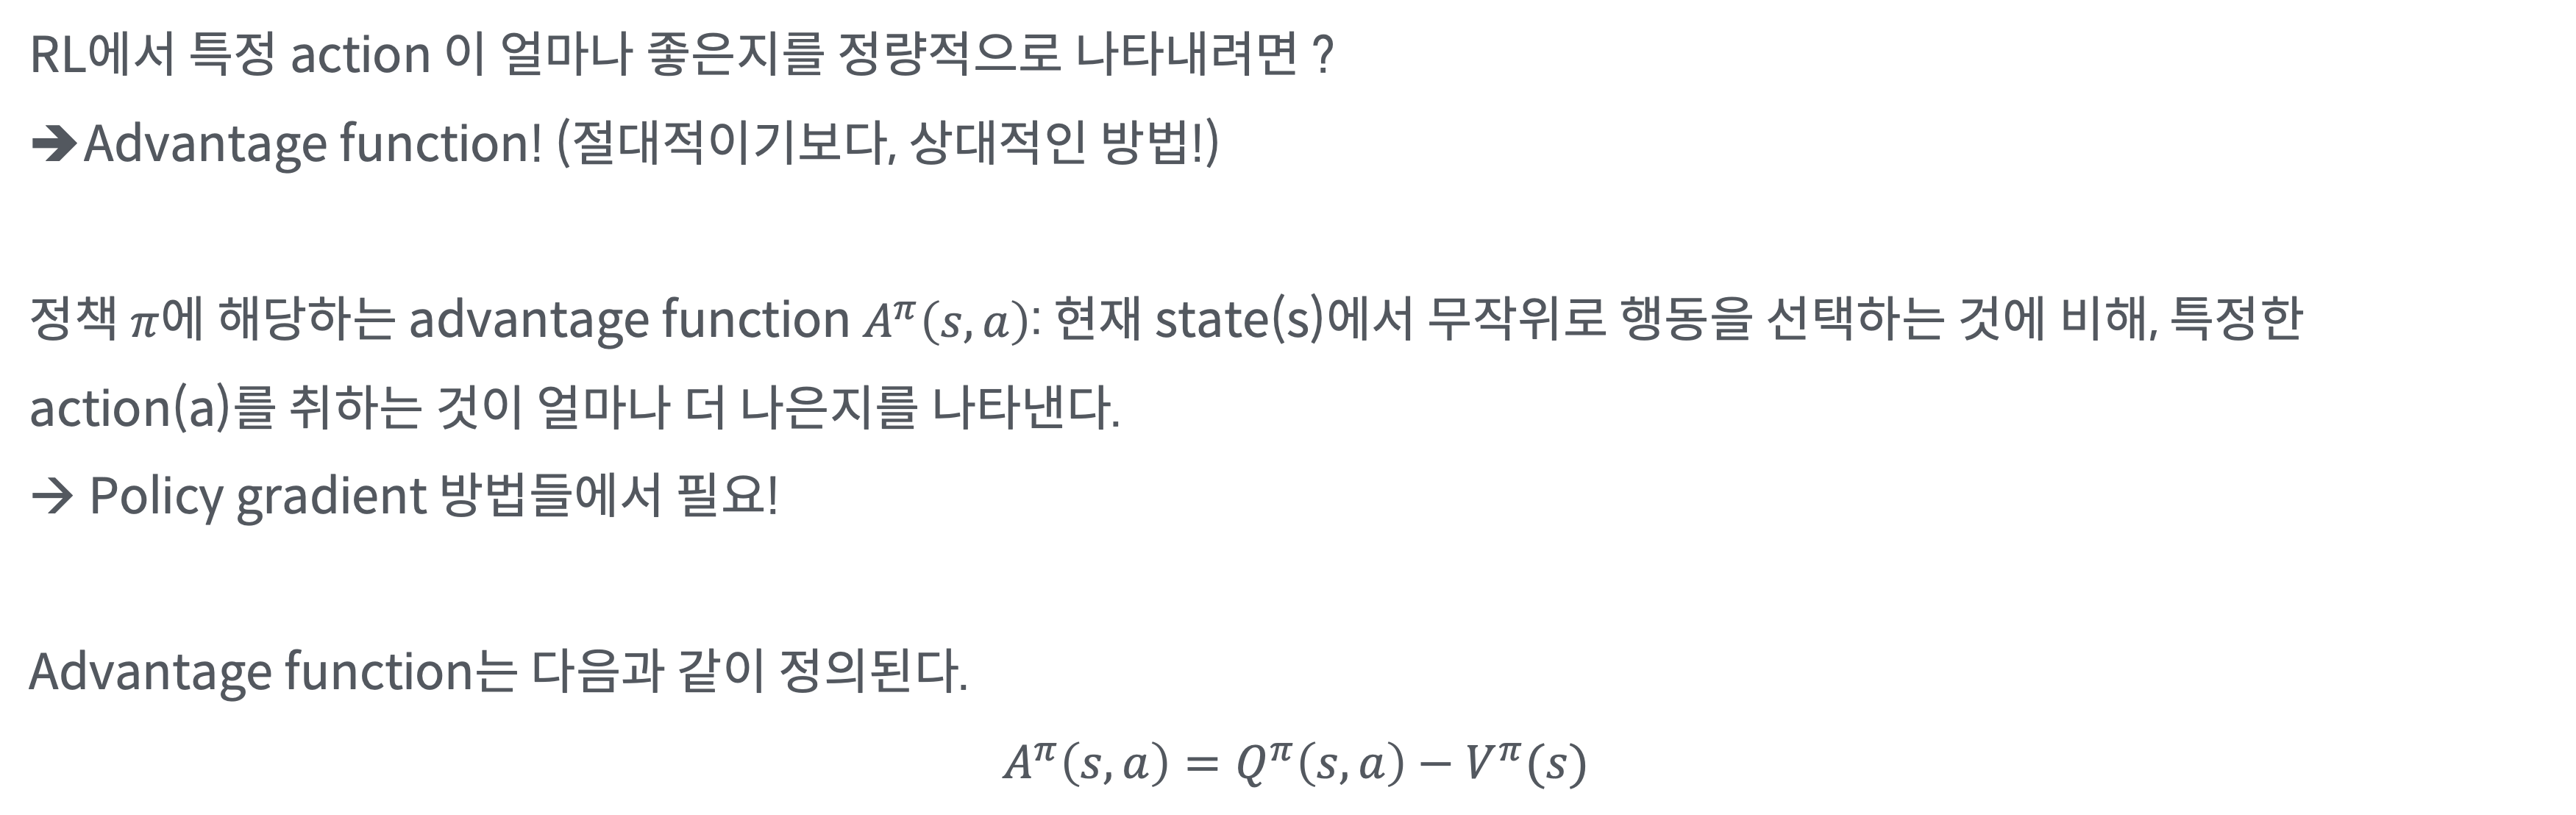 RL에서 특정 action 이 얼마나 좋은지를 정량적으로 나타내려면 ?
➔Advantage function! (절대적이기보다, 상대적인 방법!)
정책 𝜋에 해당하는 advantage function 𝐴^𝜋(𝑠, 𝑎): 현재 state(s)에서 무작위로 행동을 선택하는 것에 비해, 특정한
action(a)를 취하는 것이 얼마나 더 나은지를 나타낸다.
→ Policy gradient 방법들에서 필요!
Advantage function는 다음과 같이 정의된다.
𝐴^𝜋(𝑠, 𝑎) = 𝑄^𝜋(𝑠, 𝑎) − 𝑉^𝜋(𝑠)